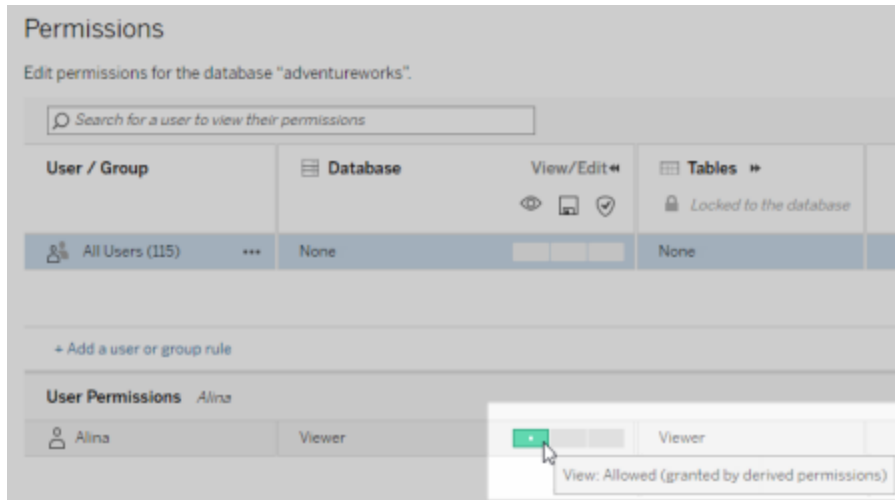 Permissions
Edit permissions for the database “adventureworks”.
Search for a user to view their permissions
User / Group Database View/Edit Tables
Locked to the database
All Users (115) ••• None None
+ Add a user or group rule
User Permissions Alina
Alina Viewer Viewer
View: Allowed (granted by derived permissions)